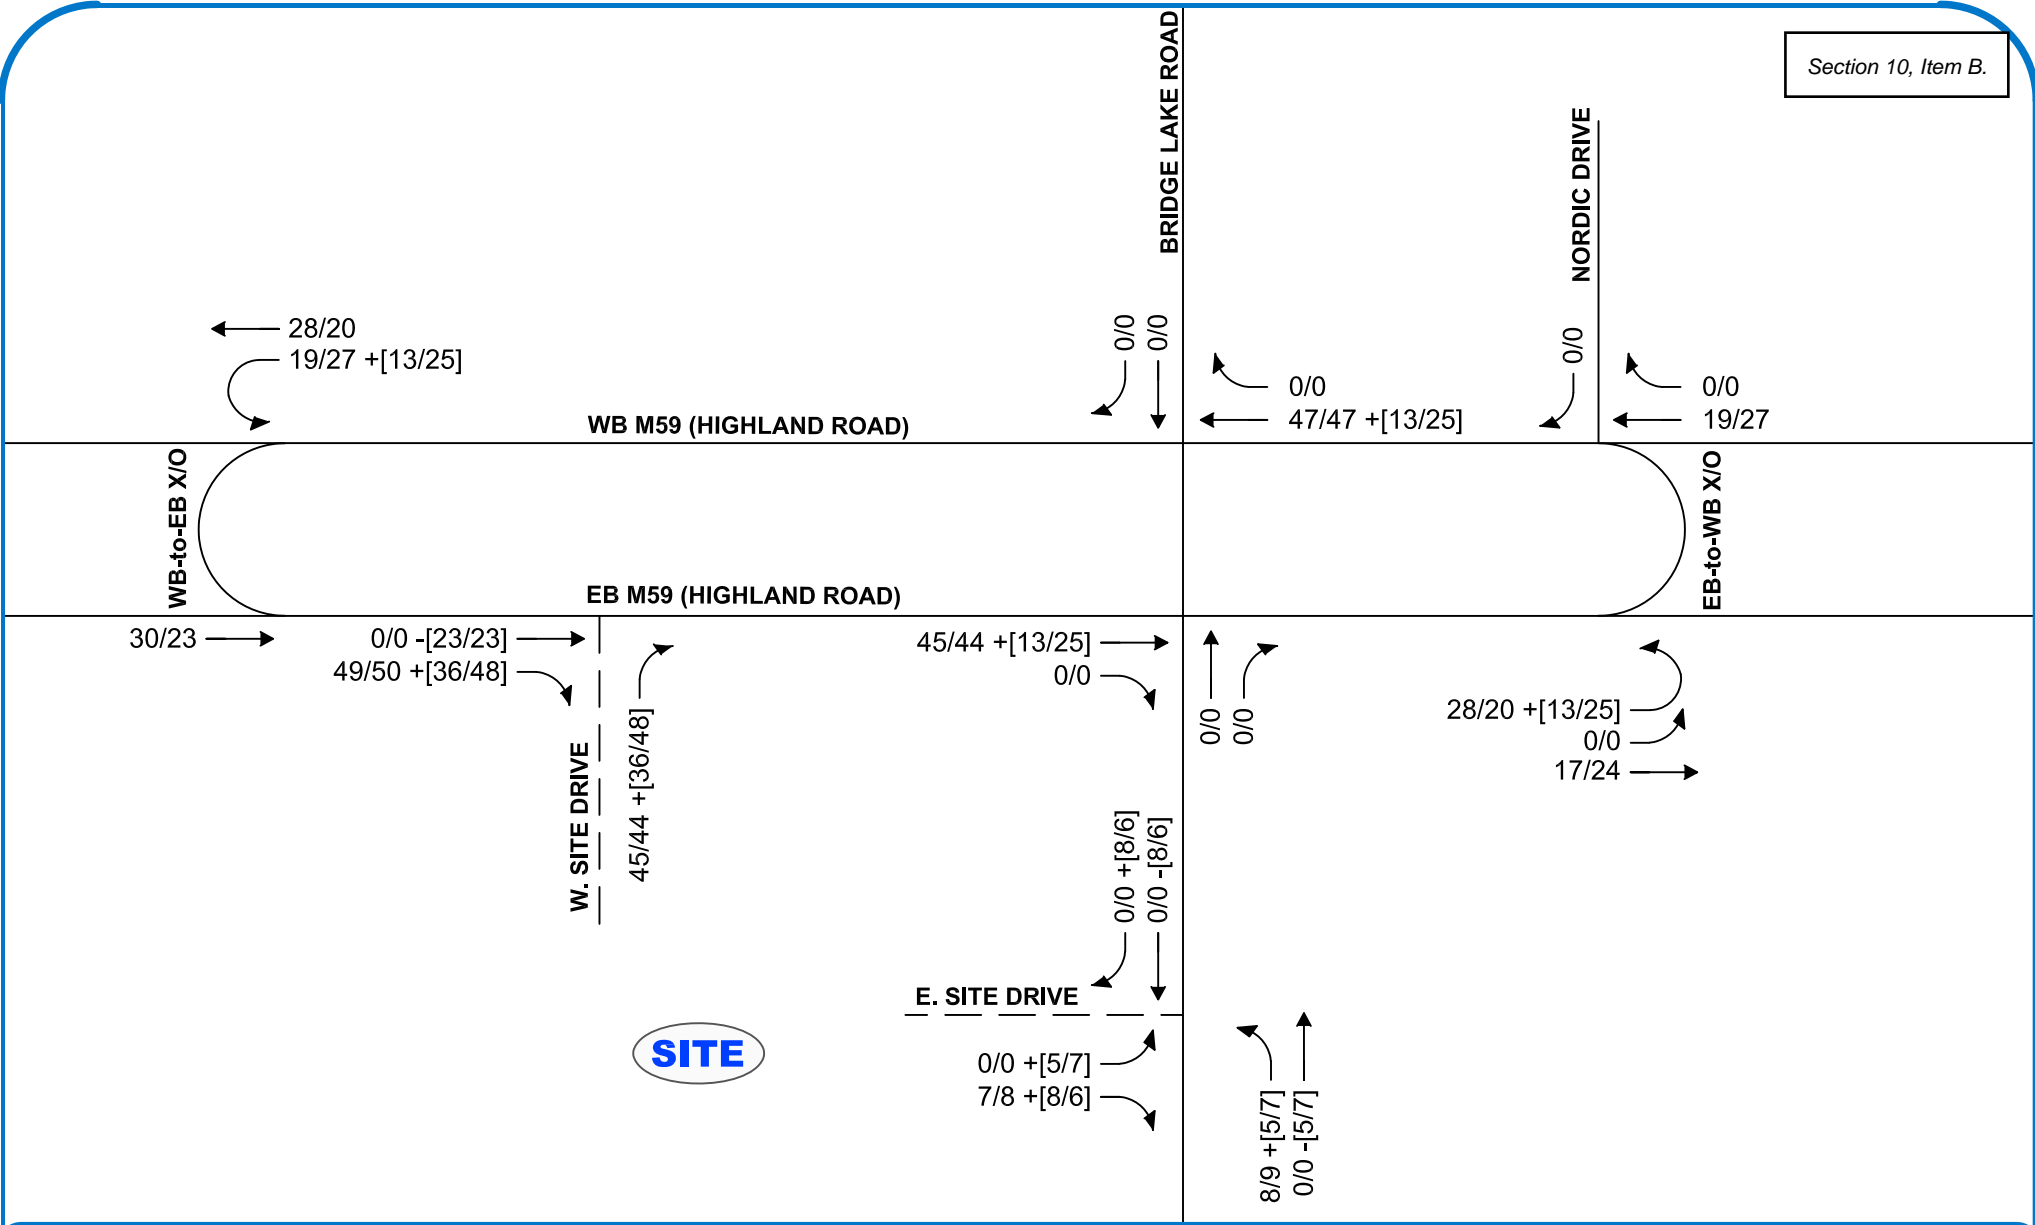 Section 10, Item B.
BRIDGE LAKE ROAD
NORDIC DRIVE
28/20
19/27 +[13/25]
0/0
0/0
0/0
47/47 +[13/25]
0/0
0/0
19/27
WB M59 (HIGHLAND ROAD)
WB-to-EB X/O
EB-to-WB X/O
EB M59 (HIGHLAND ROAD)
30/23
0/0 -[23/23]
49/50 +[36/48]
45/44 +[13/25]
0/0
0/0
0/0
28/20 +[13/25]
0/0
17/24
W. SITE DRIVE
45/44 +[36/48]
0/0 +[8/6]
0/0 -[8/6]
E. SITE DRIVE
SITE
0/0 +[5/7]
7/8 +[8/6]
8/9 +[5/7]
0/0 -[5/7]